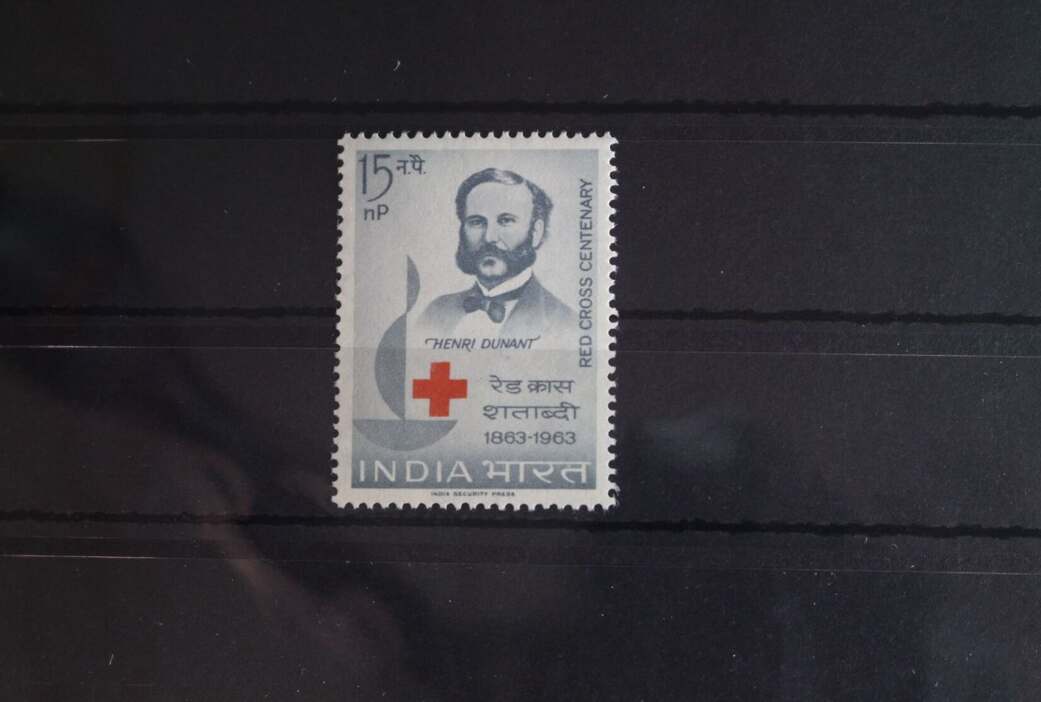 15 न.पै.
nP
RED CROSS CENTENARY
HENRI DUNANT
रेड क्रास
शताब्दी
1863-1963
INDIA भारत
INDIA SECURITY PRESS